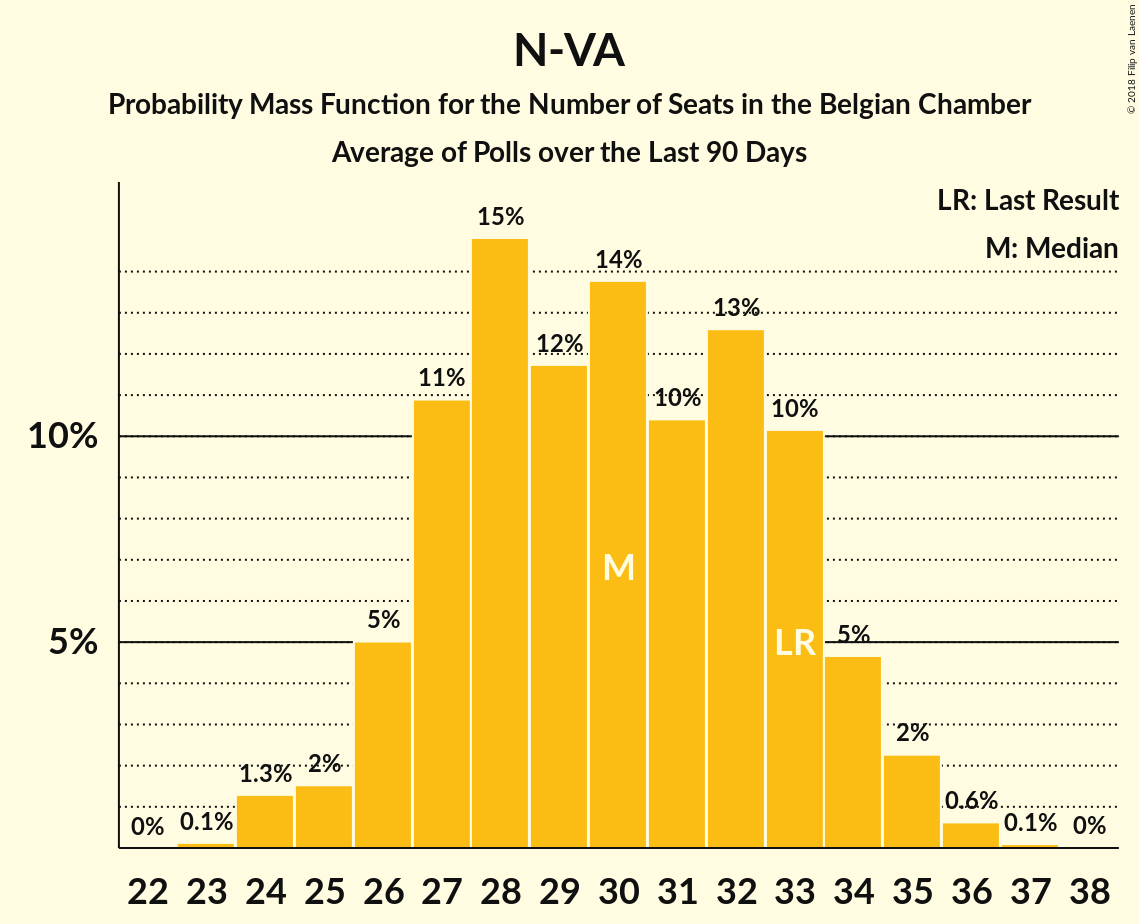 N-VA
Probability Mass Function for the Number of Seats in the Belgian Chamber
Average of Polls over the Last 90 Days
© 2018 Filip van Laenen
LR: Last Result
M: Median
10%
5%
0%
0.1%
1.3%
2%
5%
11%
15%
12%
14%
10%
13%
10%
5%
2%
0.6%
0.1%
0%
M
LR
22 23 24 25 26 27 28 29 30 31 32 33 34 35 36 37 38